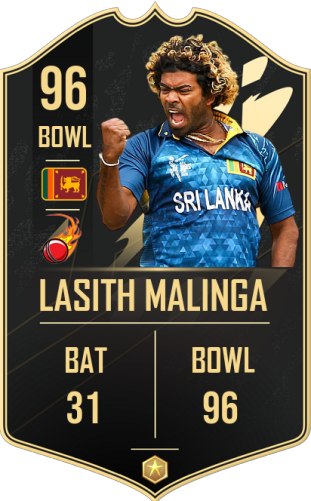 96
BOWL
SRI LANKA
LASITH MALINGA
BAT
31
BOWL
96